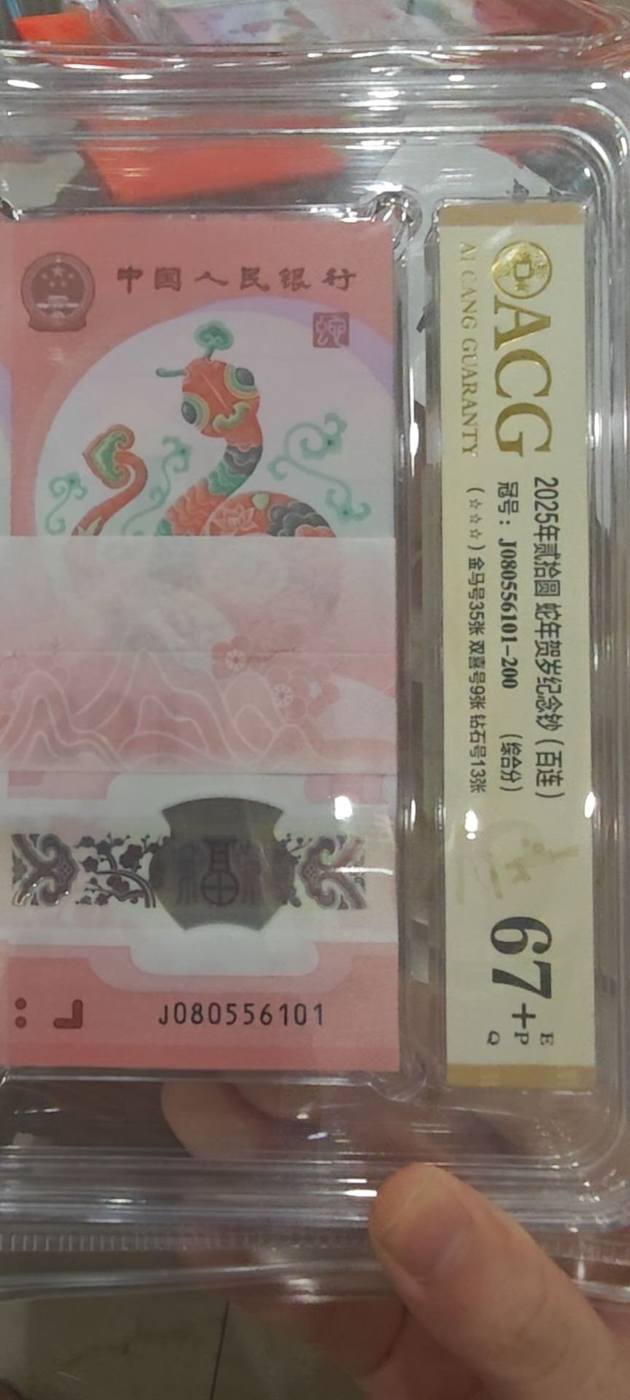 中国人民银行
J080556101
ACG
AI CANG GUARANTY
2025年贰拾圆 蛇年贺岁纪念钞（百连）
冠号：J080556101-200 （综合分）
（☆☆☆）金马号35张 双喜号9张 钻石号13张
67+
E
P
Q